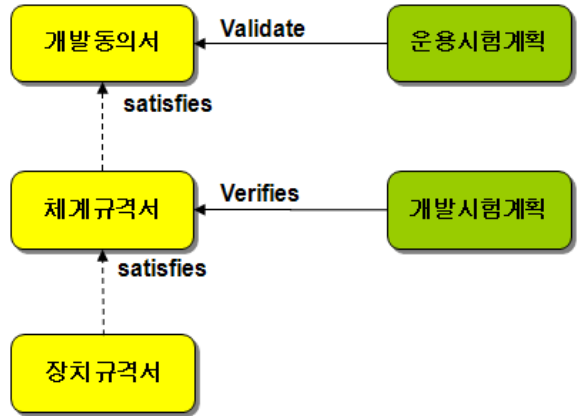 개발동의서
Validate
운용시험계획
satisfies
체계규격서
Verifies
개발시험계획
satisfies
장치규격서